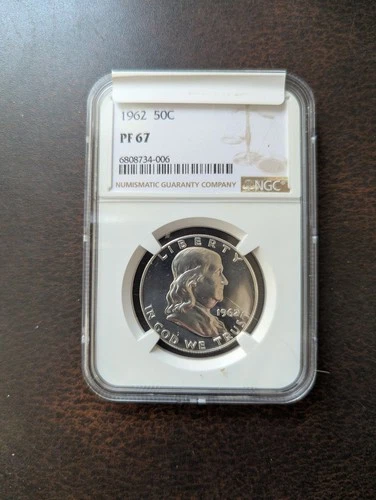 1962 50C
PF 67
6808734-006
NUMISMATIC GUARANTY COMPANY
NGC
LIBERTY
1962
IN GOD WE TRUST